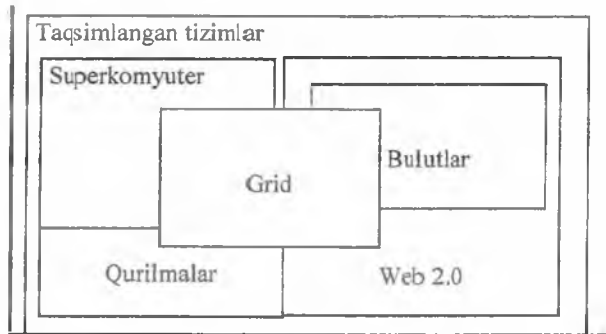 Taqsimlangan tizimlar
Superkomyuter
Bulutlar
Grid
Qurilmalar
Web 2.0